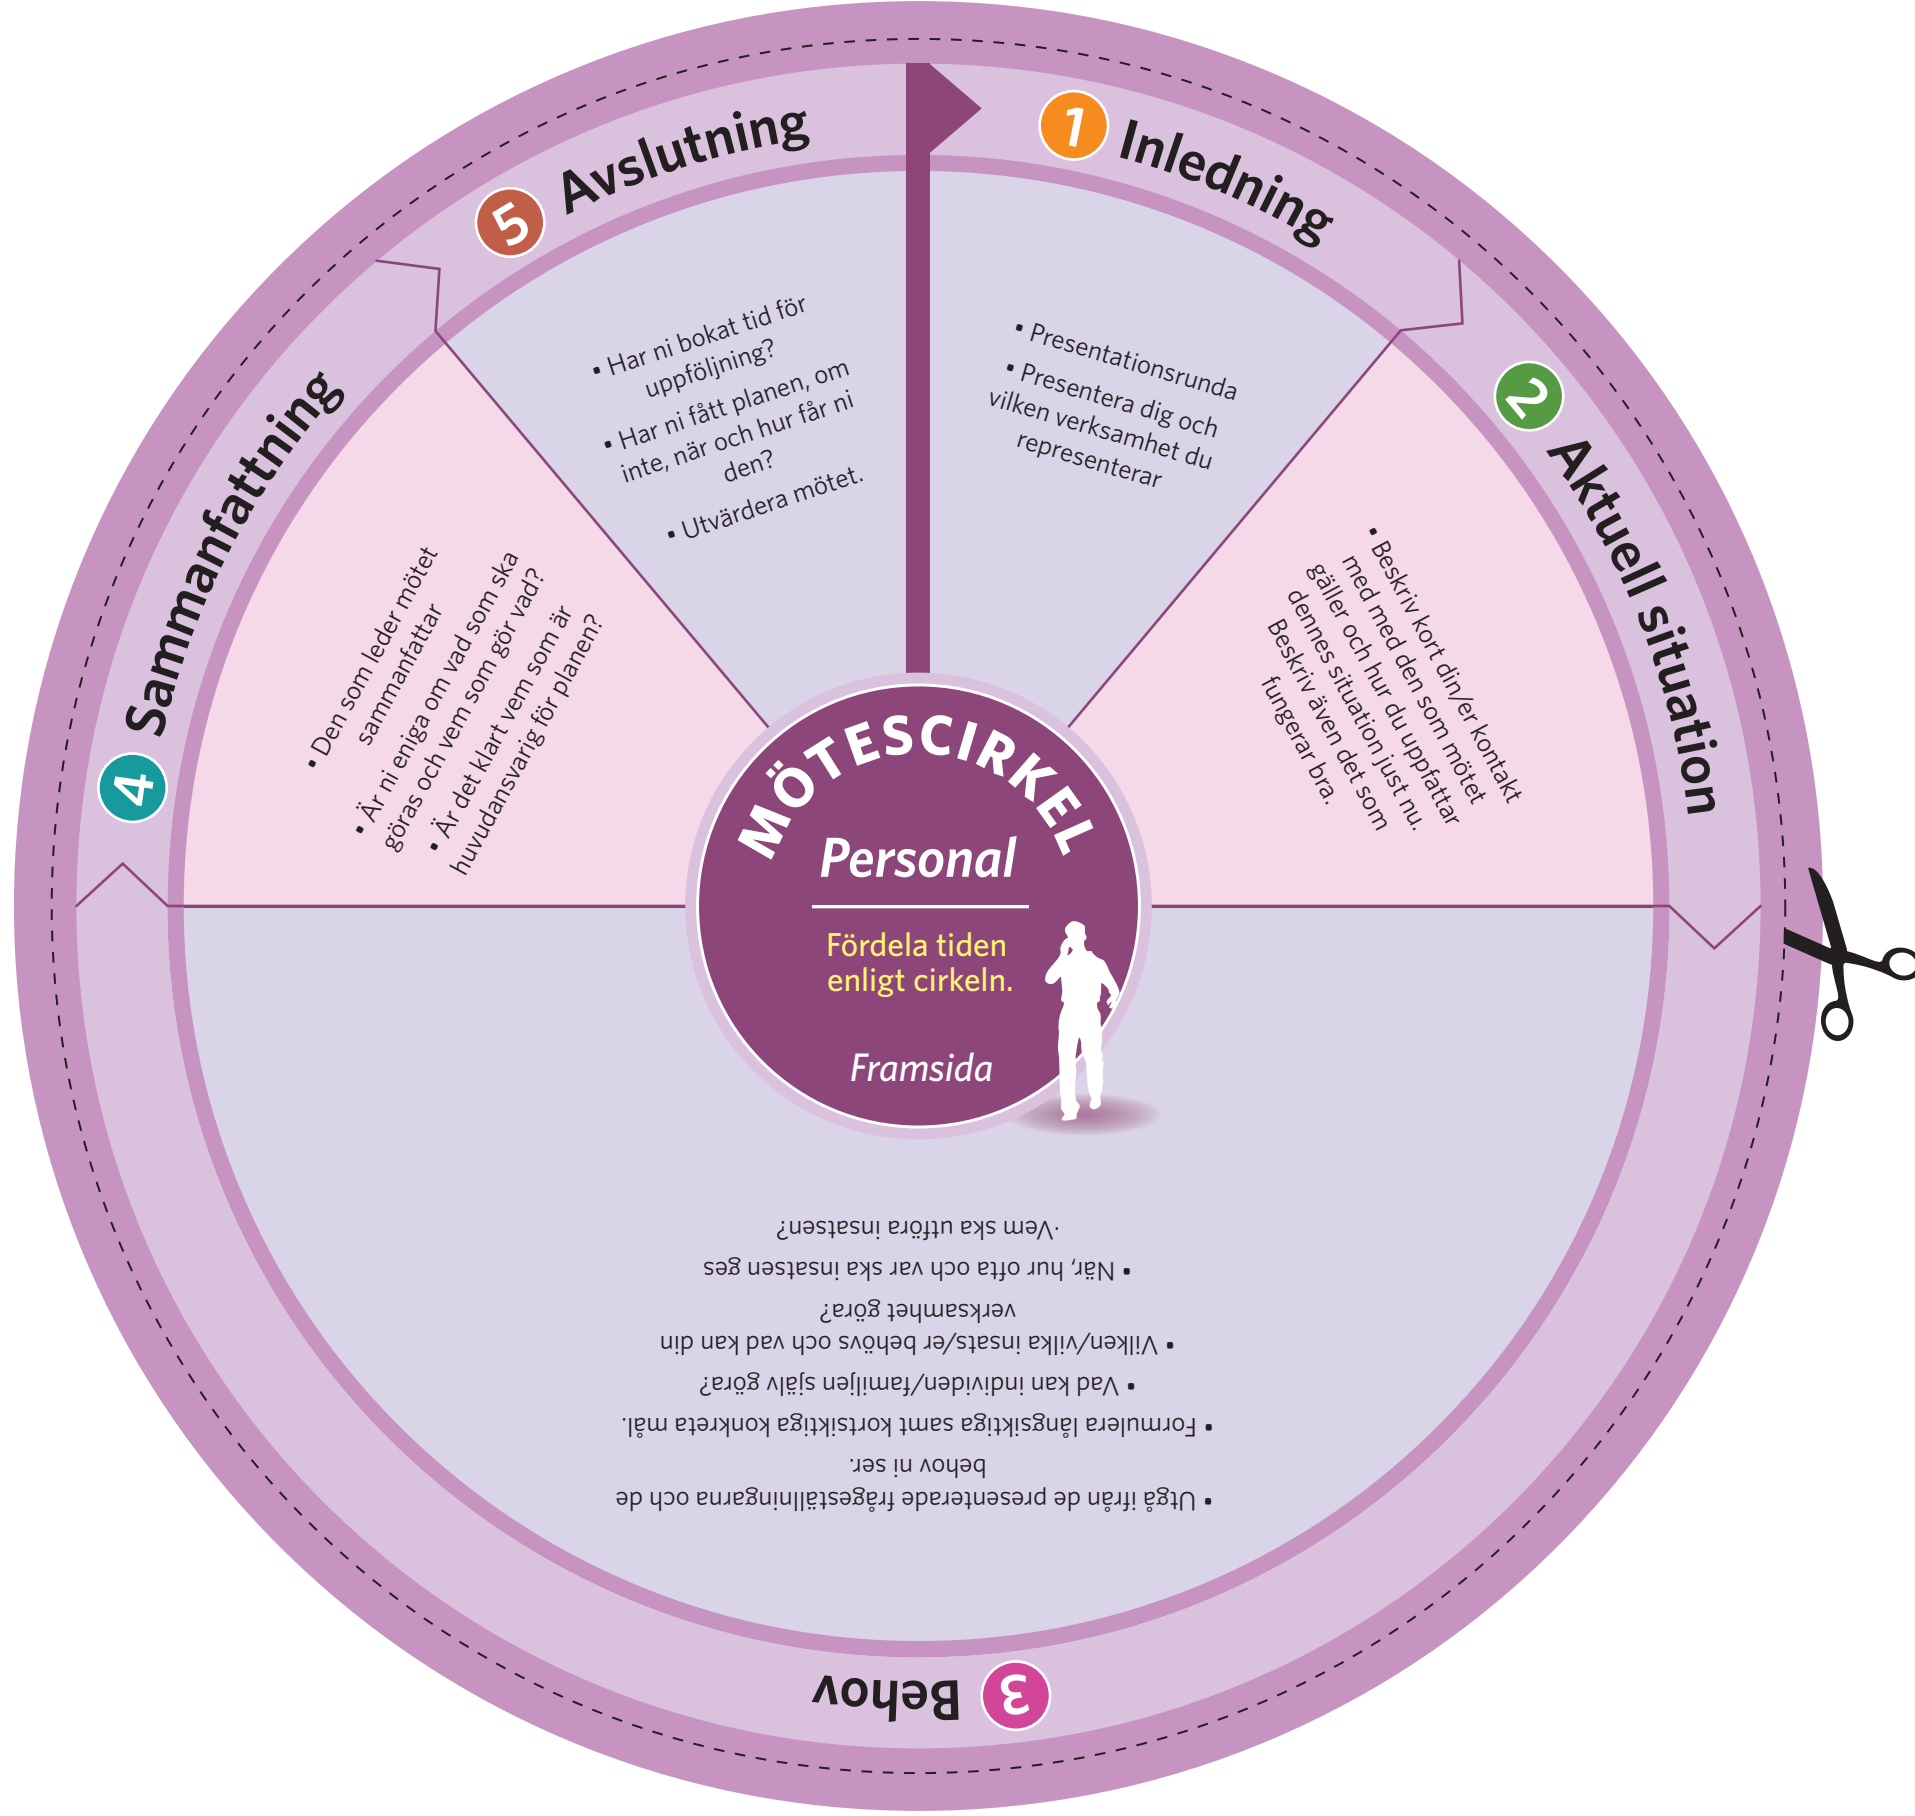 MÖTESCIRKEL
Personal
Fördela tiden
enligt cirkeln.
Framsida
1 Inledning
• Presentationsrunda
• Presentera dig och
vilken verksamhet du
representerar
2 Aktuell situation
• Beskriv kort din/er kontakt
med med den som mötet
gäller och hur du uppfattar
dennes situation just nu.
Beskriv även det som
fungerar bra.
3 Behov
• Utgå ifrån de presenterade frågeställningarna och de
behov ni ser.
• Formulera långsiktiga samt kortsiktiga konkreta mål.
• Vad kan individen/familjen själv göra?
• Vilken/vilka insats/er behövs och vad kan din
verksamhet göra?
• När, hur ofta och var ska insatsen ges
·Vem ska utföra insatsen?
4 Sammanfattning
• Den som leder mötet
sammanfattar
• Är ni eniga om vad som ska
göras och vem som gör vad?
• Är det klart vem som är
huvudansvarig för planen?
5 Avslutning
• Har ni bokat tid för
uppföljning?
• Har ni fått planen, om
inte, när och hur får ni
den?
• Utvärdera mötet.